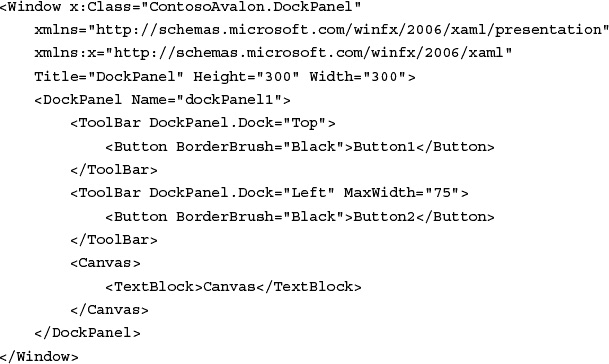 <Window x:Class="ContosoAvalon.DockPanel"
    xmlns="http://schemas.microsoft.com/winfx/2006/xaml/presentation"
    xmlns:x="http://schemas.microsoft.com/winfx/2006/xaml"
    Title="DockPanel" Height="300" Width="300">
    <DockPanel Name="dockPanel1">
        <ToolBar DockPanel.Dock="Top">
            <Button BorderBrush="Black">Button1</Button>
        </ToolBar>
        <ToolBar DockPanel.Dock="Left" MaxWidth="75">
            <Button BorderBrush="Black">Button2</Button>
        </ToolBar>
        <Canvas>
            <TextBlock>Canvas</TextBlock>
        </Canvas>
    </DockPanel>
</Window>